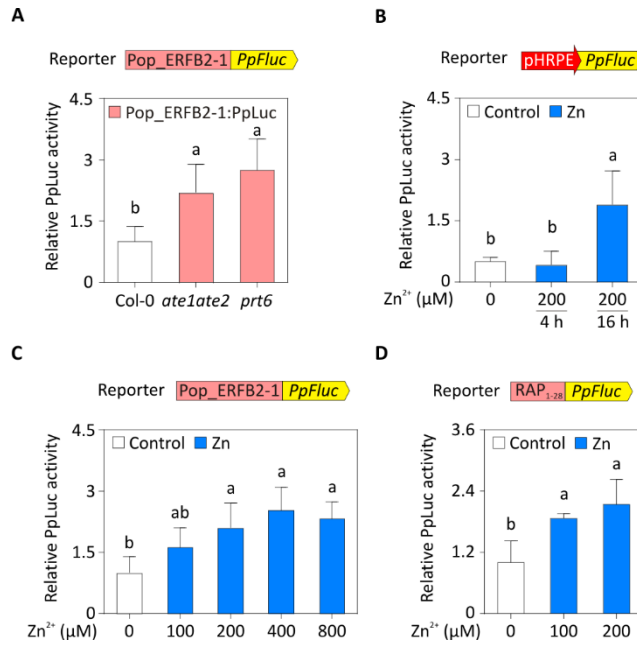 A
Reporter Pop_ERFB2-1 PpFluc
Relative PpLuc activity
4.5
3
1.5
0
Pop_ERFB2-1:PpLuc
b
a
a
Col-0 ate1ate2 prt6
B
Reporter pHRPE PpFluc
Relative PpLuc activity
4.5
3
1.5
0
Control Zn
b
b
a
Zn²⁺ (μM) 0 200 200
4 h 16 h
C
Reporter Pop_ERFB2-1 PpFluc
Relative PpLuc activity
4.5
3
1.5
0
Control Zn
b
ab
a
a
a
Zn²⁺ (μM) 0 100 200 400 800
D
Reporter RAP₁₋₂₈ PpFluc
Relative PpLuc activity
3.6
2.4
1.2
0
Control Zn
b
a
a
Zn²⁺ (μM) 0 100 200